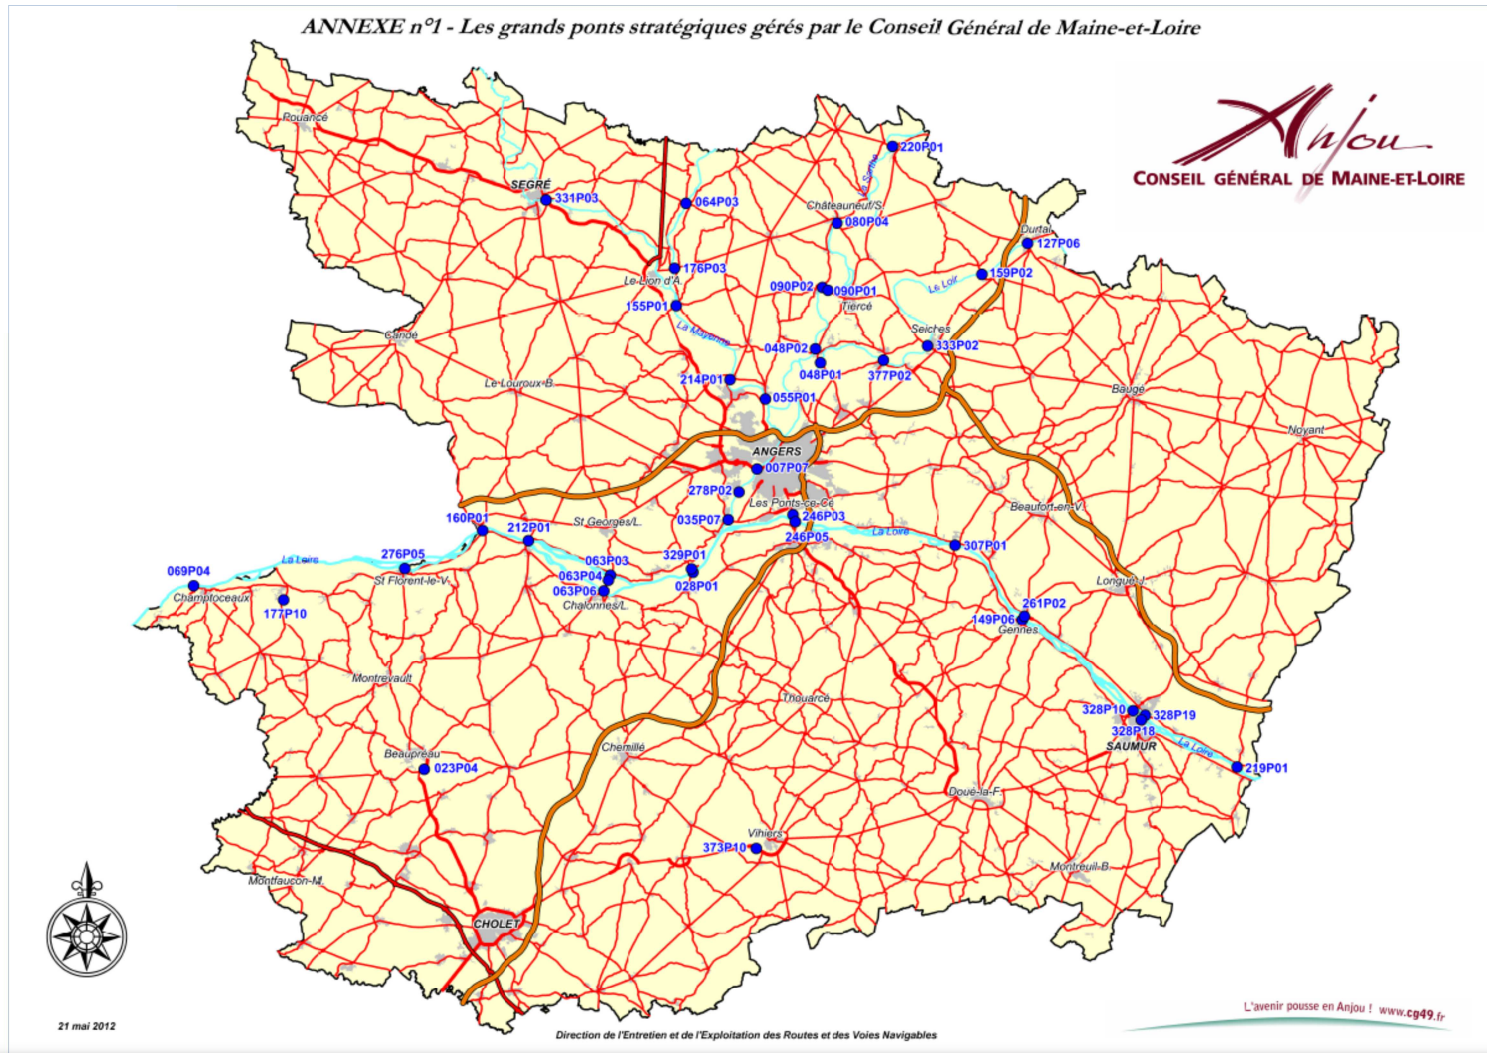 ANNEXE n°1 - Les grands ponts stratégiques gérés par le Conseil Général de Maine-et-Loire
Anjou
CONSEIL GÉNÉRAL DE MAINE-ET-LOIRE
Pouancé
220P01
La Sarthe
SEGRÉ
331P03
064P03
Châteauneuf/S.
080P04
Durtal
127P06
176P03
Le Lion d'A.
159P02
Le Loir
090P02
090P01
Tiercé
155P01
La Mayenne
Candé
Seiches
333P02
048P02
048P01
377P02
214P01
Le Louroux B.
055P01
Baugé
Noyant
ANGERS
007P07
278P02
Les Ponts-ce-Cé
Beaufort-en-V.
160P01
212P01
St Georges/L.
035P07
246P03
246P05
La Loire
307P01
276P05
La Loire
069P04
Champtoceaux
St Florent-le-V.
177P10
063P03
063P04
063P06
Chalonnes/L.
329P01
028P01
Longué-J.
261P02
149P06
Gennes
Montrevault
Thouarcé
328P10
328P19
328P18
SAUMUR
La Loire
219P01
Chemillé
Beaupréau
023P04
Doué-la-F.
Vihiers
373P10
Montreuil-B.
Montfaucon-M.
CHOLET
21 mai 2012
Direction de l'Entretien et de l'Exploitation des Routes et des Voies Navigables
L'avenir pousse en Anjou ! www.cg49.fr